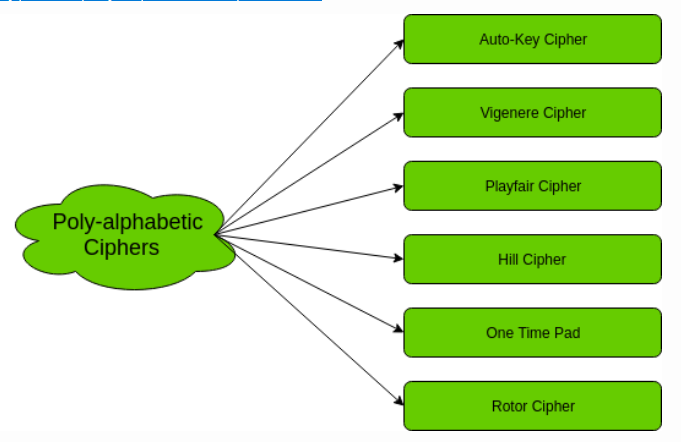 Auto-Key Cipher
Vigenere Cipher
Playfair Cipher
Poly-alphabetic
Ciphers
Hill Cipher
One Time Pad
Rotor Cipher